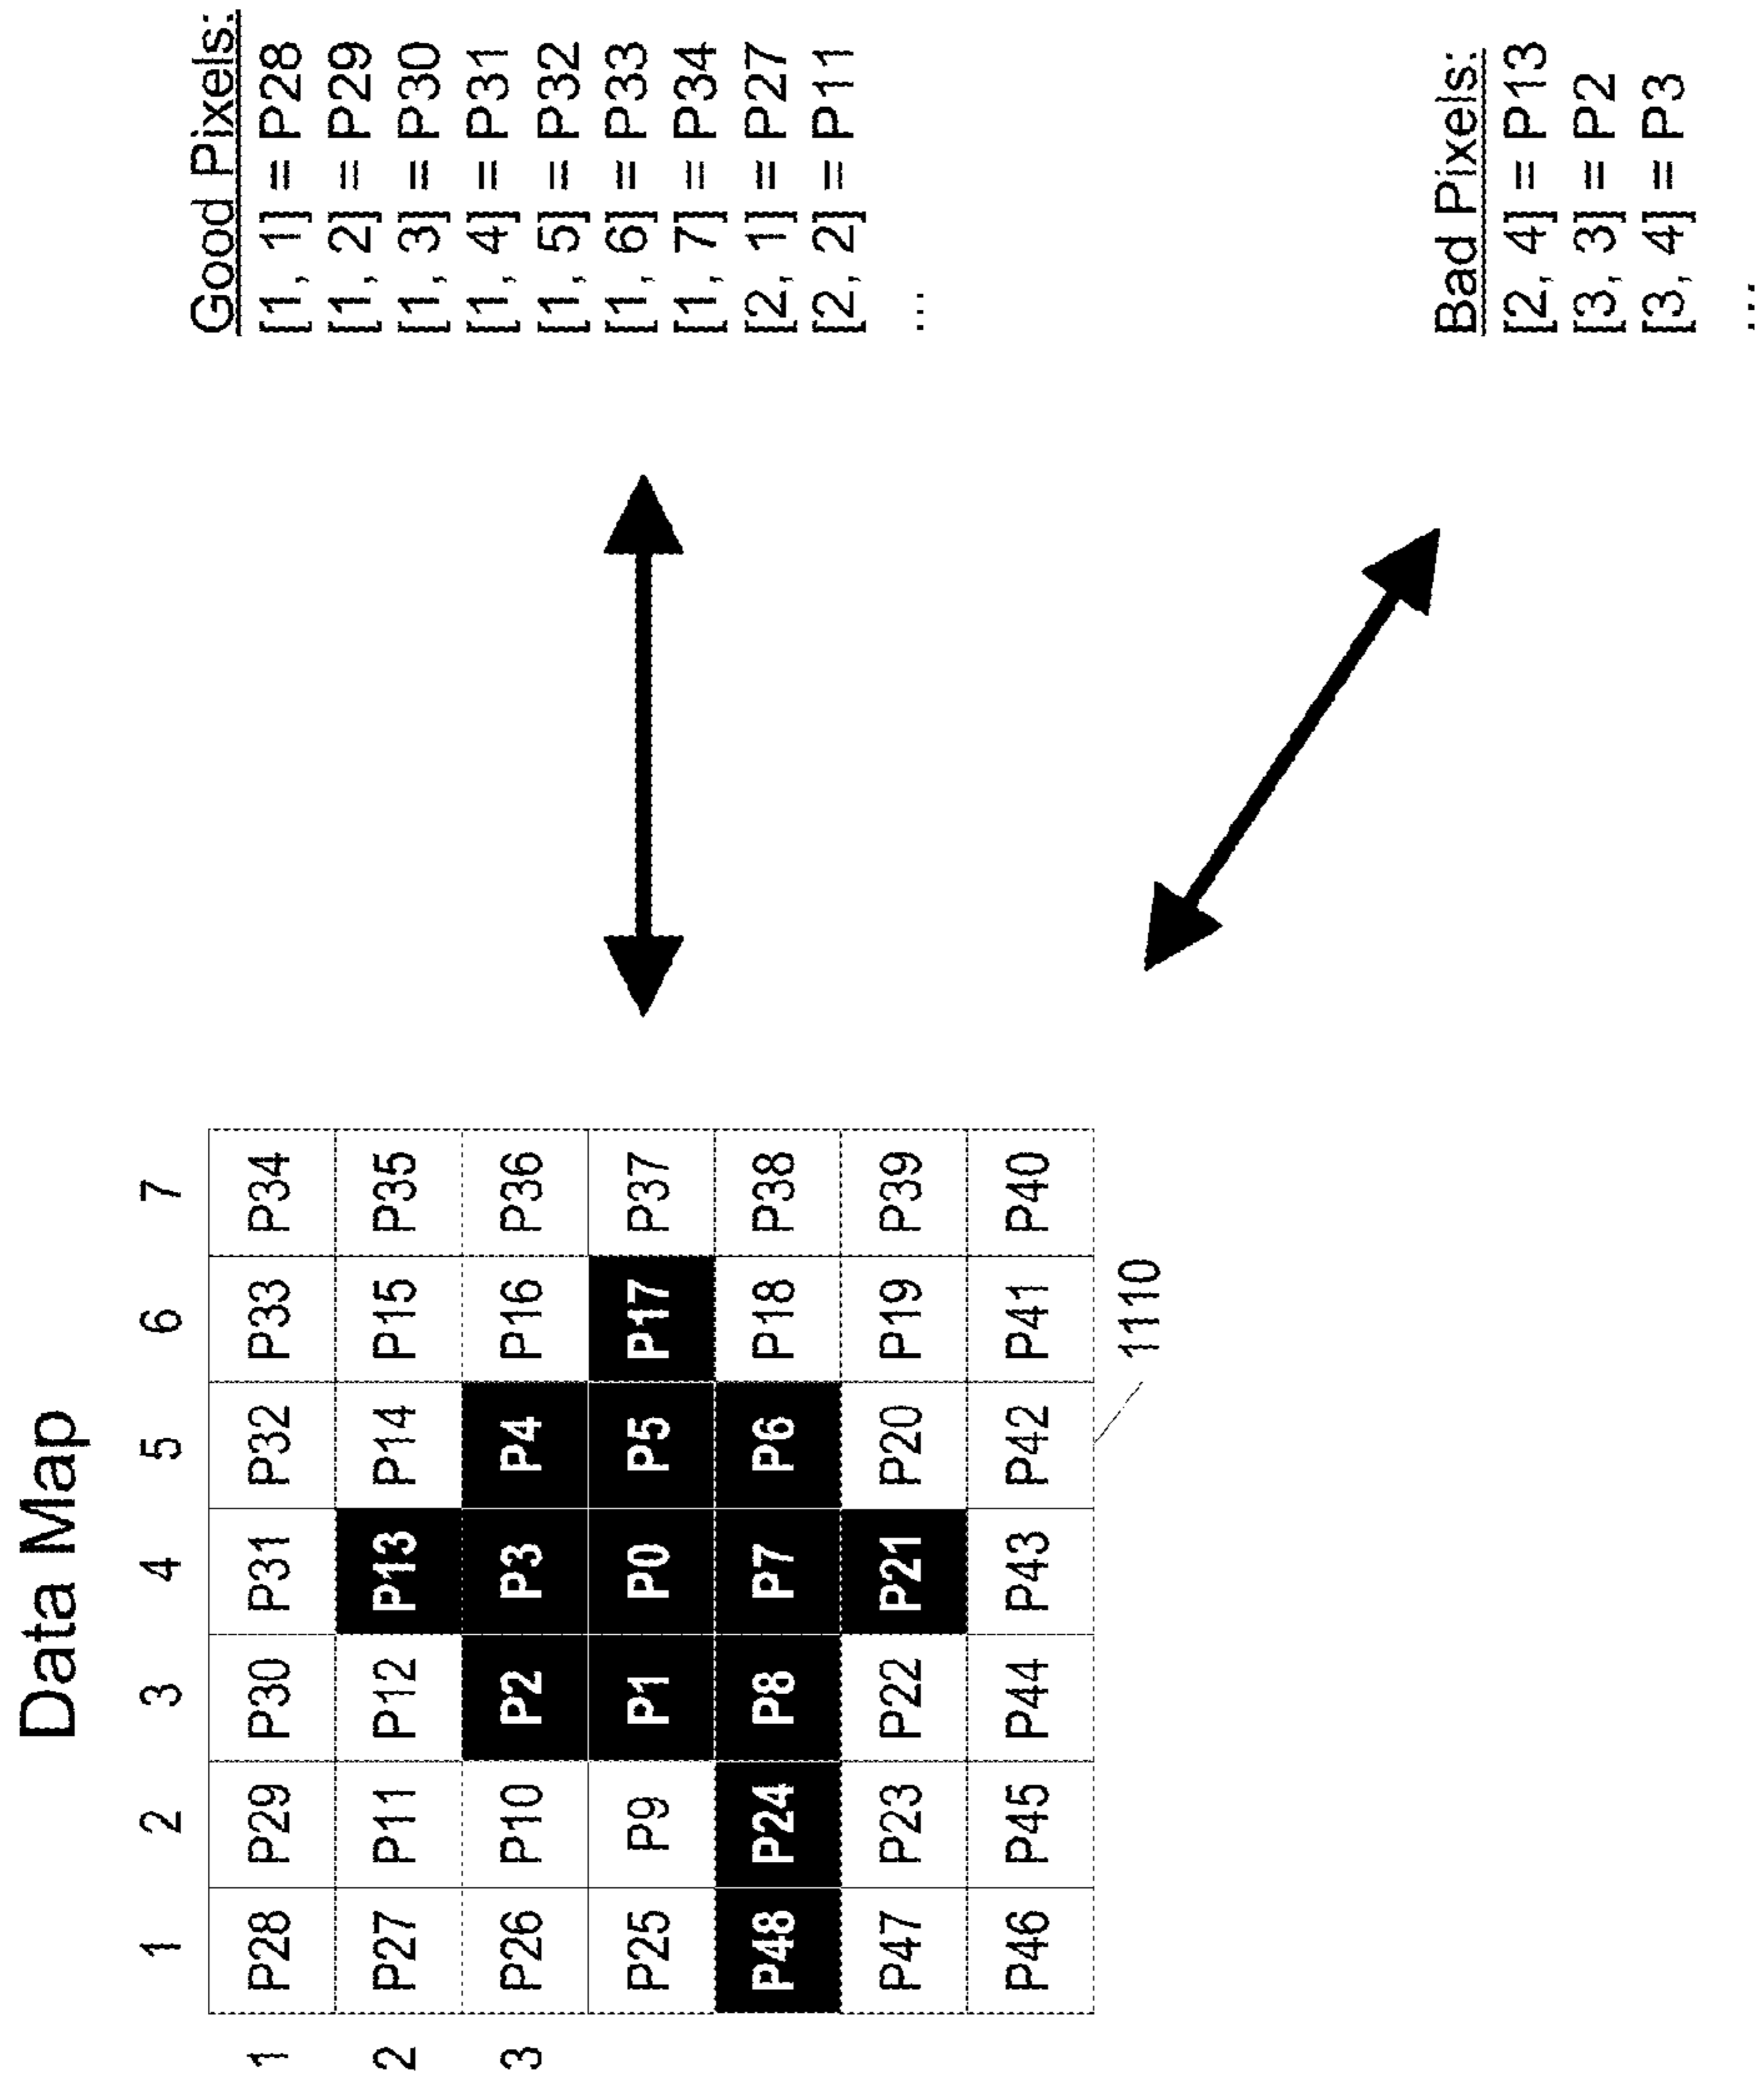 Data Map
1 2 3 4 5 6 7
1 P28 P29 P30 P31 P32 P33 P34
2 P27 P11 P12 P13 P14 P15 P35
3 P26 P10 P2 P3 P4 P16 P36
P25 P9 P1 P0 P5 P17 P37
P48 P24 P8 P7 P6 P18 P38
P47 P23 P22 P21 P20 P19 P39
P46 P45 P44 P43 P42 P41 P40
1110
Good Pixels:
[1, 1] = P28
[1, 2] = P29
[1, 3] = P30
[1, 4] = P31
[1, 5] = P32
[1, 6] = P33
[1, 7] = P34
[2, 1] = P27
[2, 2] = P11
...
Bad Pixels:
[2, 4] = P13
[3, 3] = P2
[3, 4] = P3
...